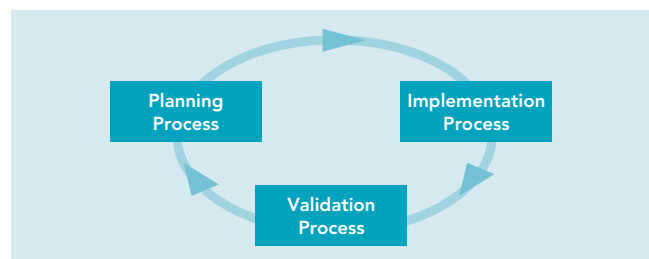 Planning
Process
Implementation
Process
Validation
Process